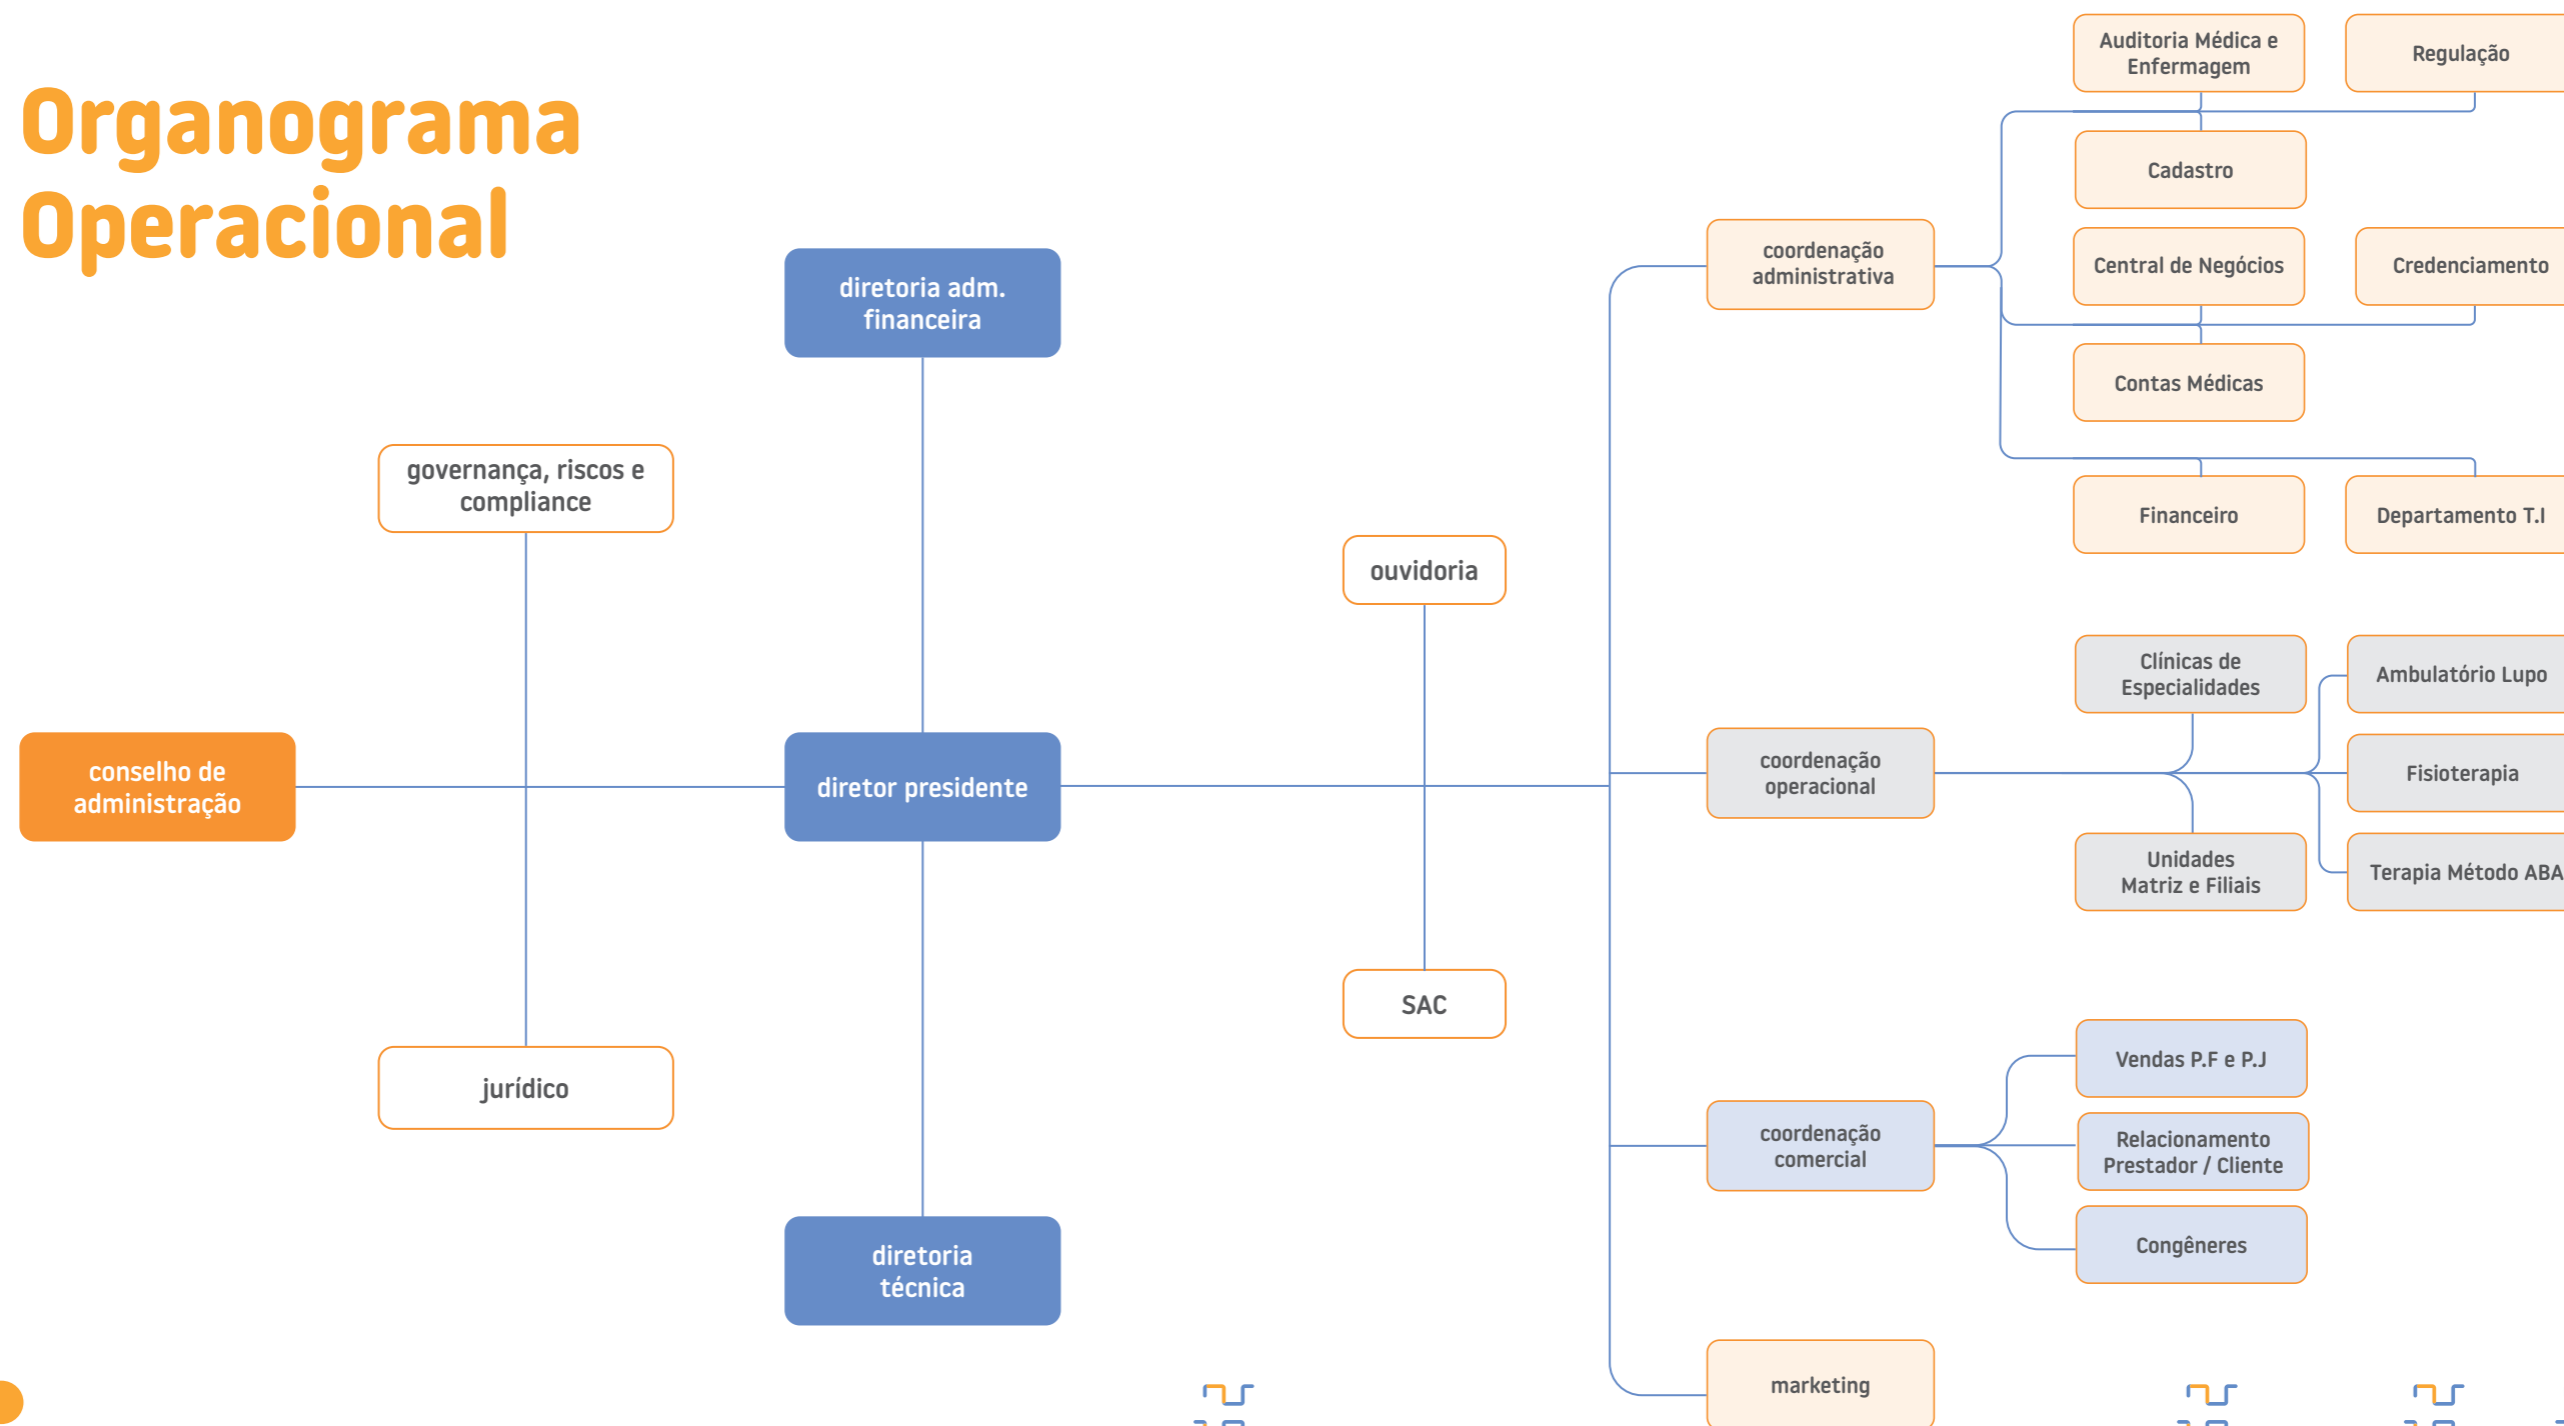 Organograma
Operacional
conselho de
administração
governança, riscos e
compliance
jurídico
diretoria adm.
financeira
diretor presidente
diretoria
técnica
ouvidoria
SAC
coordenação
administrativa
Auditoria Médica e
Enfermagem
Regulação
Cadastro
Central de Negócios
Credenciamento
Contas Médicas
Financeiro
Departamento T.I
coordenação
operacional
Clínicas de
Especialidades
Ambulatório Lupo
Fisioterapia
Unidades
Matriz e Filiais
Terapia Método ABA
coordenação
comercial
Vendas P.F e P.J
Relacionamento
Prestador / Cliente
Congêneres
marketing